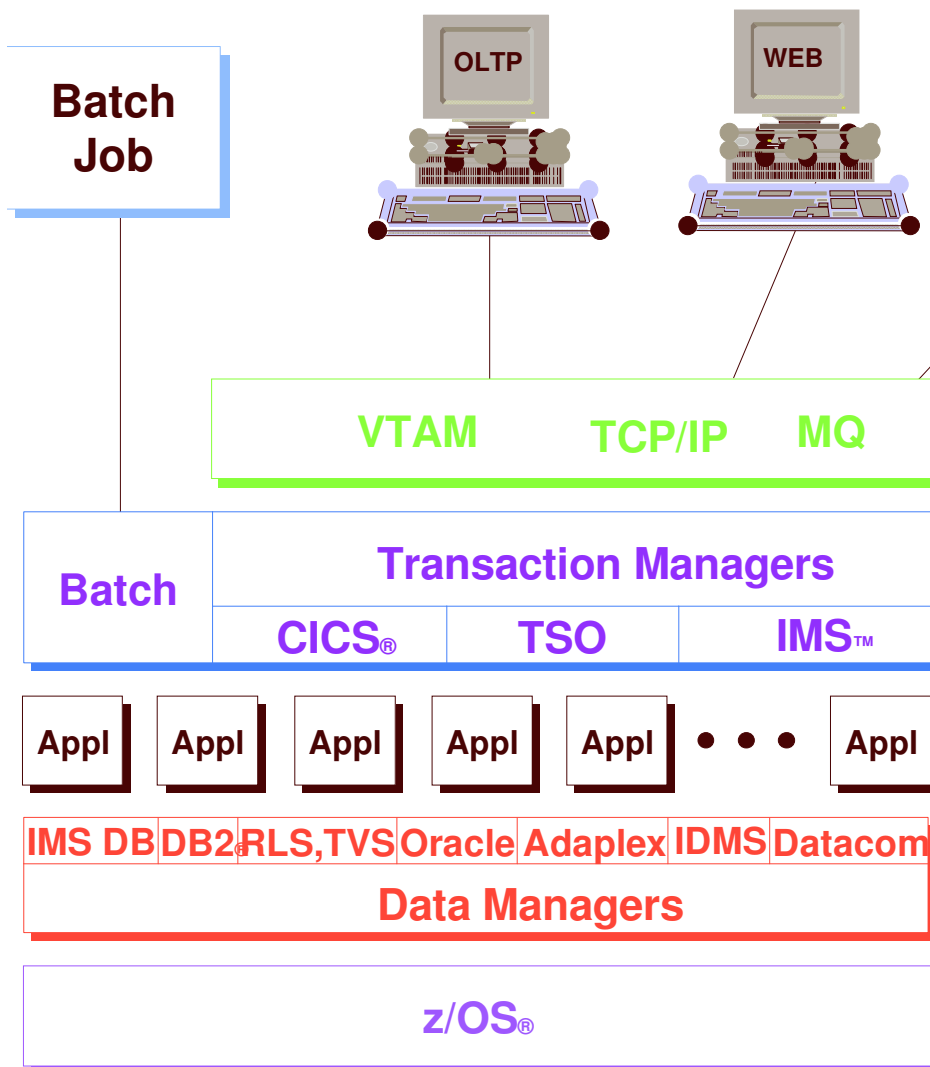 Batch
Job
OLTP
WEB
VTAM
TCP/IP
MQ
Batch
Transaction Managers
CICS®
TSO
IMS™
Appl
Appl
Appl
Appl
Appl
Appl
IMS DB
DB2®
RLS,TVS
Oracle
Adaplex
IDMS
Datacom
Data Managers
z/OS®